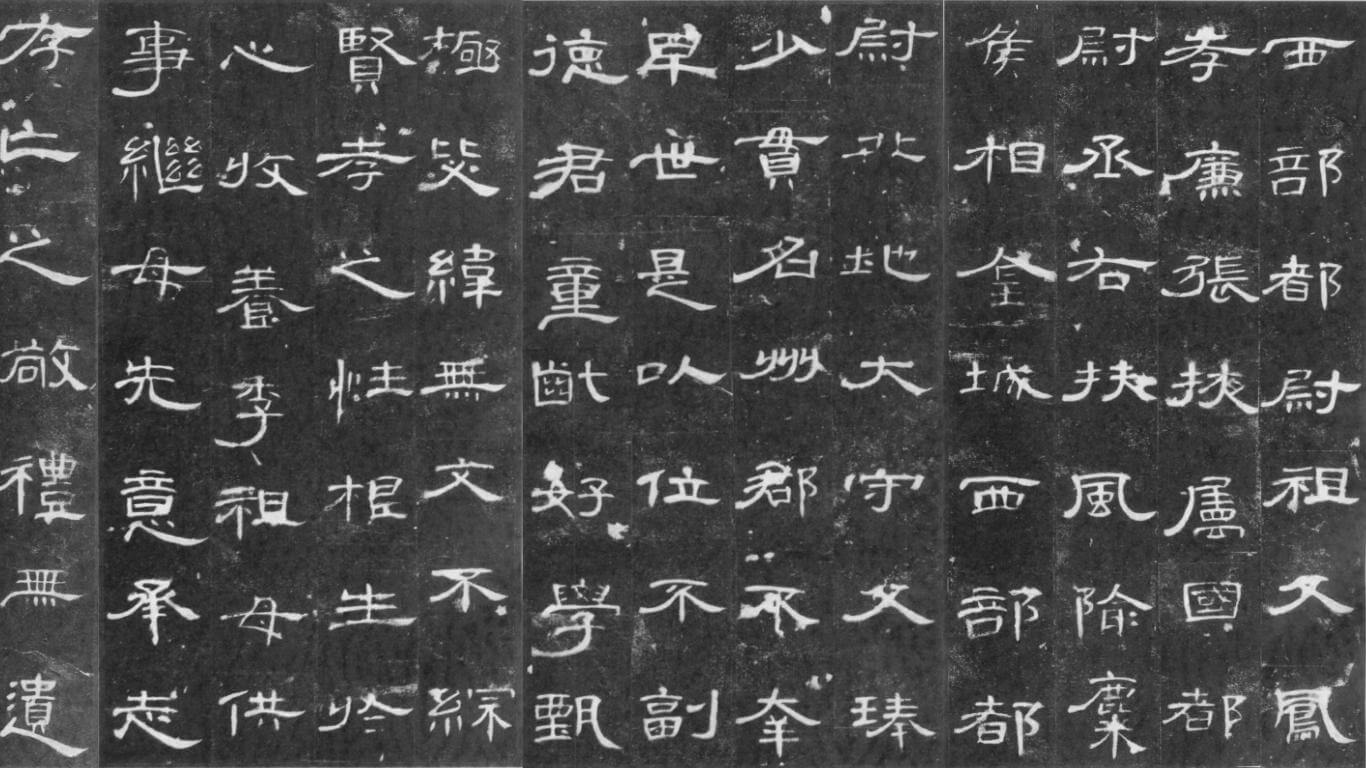 西部都尉祖父鳳
孝廉張掖屬國都
尉丞右扶風隃麋
侯相金城西部都
尉北地大守父琫
少貫名州郡不幸
早世是以位不副
德君童齔好學甄
極毖緯無文不綜
賢孝之性根生於
心收養季祖母供
事繼母先意承志
存亡之敬禮無遺